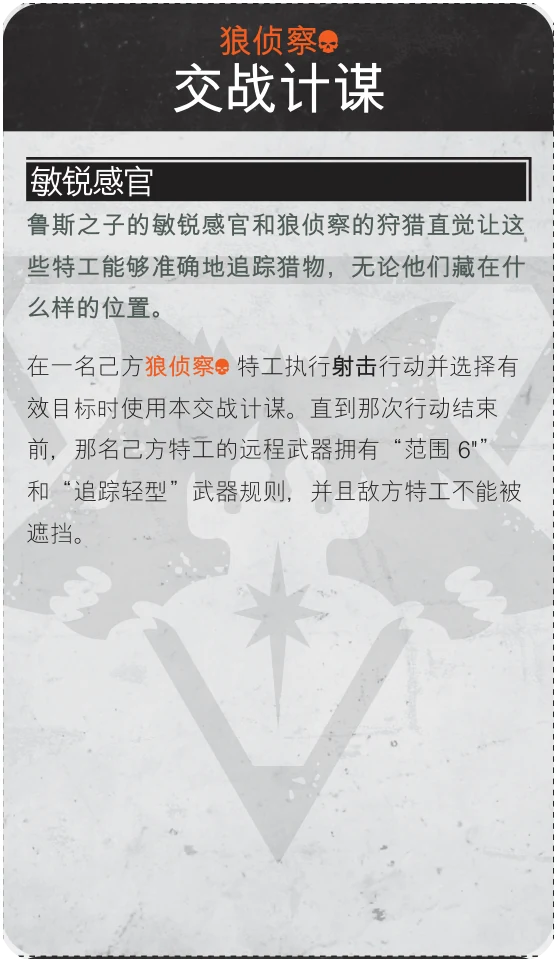 狼侦察
交战计谋
敏锐感官
鲁斯之子的敏锐感官和狼侦察的狩猎直觉让这
些特工能够准确地追踪猎物，无论他们藏在什
么样的位置。
在一名己方狼侦察 特工执行射击行动并选择有
效目标时使用本交战计谋。直到那次行动结束
前，那名己方特工的远程武器拥有“范围 6"”
和“追踪轻型”武器规则，并且敌方特工不能被
遮挡。